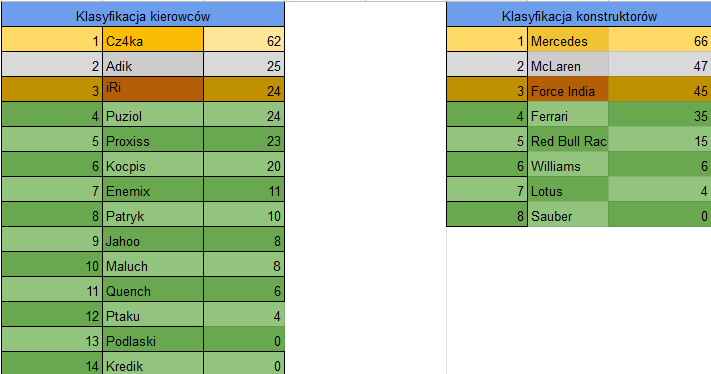 Klasyfikacja kierowców
1 Cz4ka 62
2 Adik 25
3 iRi 24
4 Puziol 24
5 Proxiss 23
6 Kocpis 20
7 Enemix 11
8 Patryk 10
9 Jahoo 8
10 Maluch 8
11 Quench 6
12 Ptaku 4
13 Podlaski 0
14 Kredik 0
Klasyfikacja konstruktorów
1 Mercedes 66
2 McLaren 47
3 Force India 45
4 Ferrari 35
5 Red Bull Rac 15
6 Williams 6
7 Lotus 4
8 Sauber 0